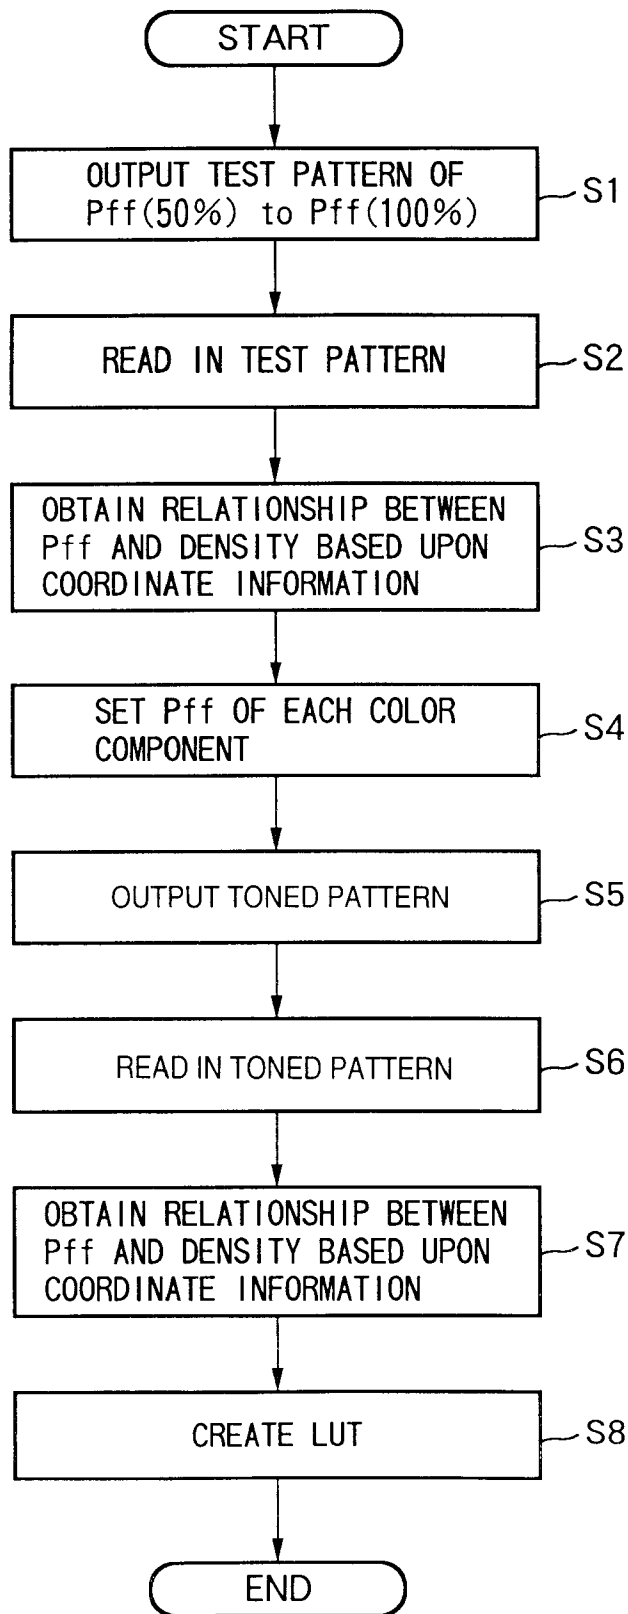 START
OUTPUT TEST PATTERN OF
Pff(50%) to Pff(100%)
S1
READ IN TEST PATTERN
S2
OBTAIN RELATIONSHIP BETWEEN
Pff AND DENSITY BASED UPON
COORDINATE INFORMATION
S3
SET Pff OF EACH COLOR
COMPONENT
S4
OUTPUT TONED PATTERN
S5
READ IN TONED PATTERN
S6
OBTAIN RELATIONSHIP BETWEEN
Pff AND DENSITY BASED UPON
COORDINATE INFORMATION
S7
CREATE LUT
S8
END